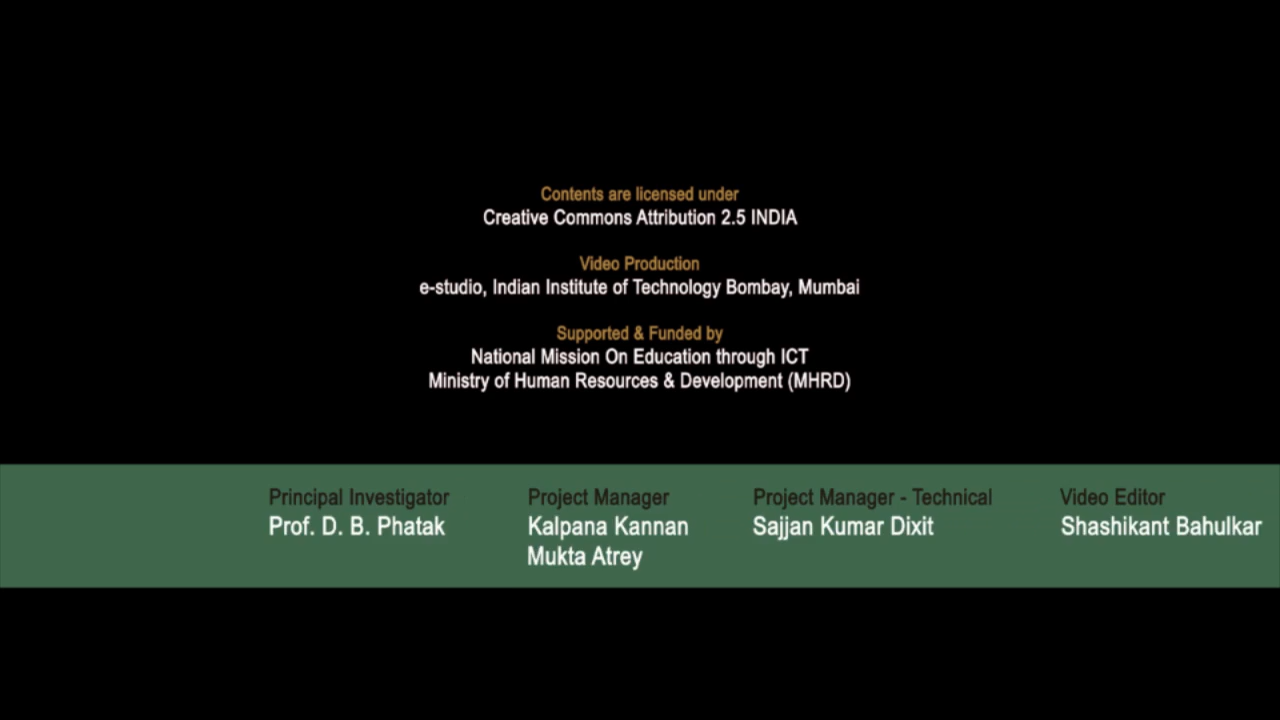 Contents are licensed under
Creative Commons Attribution 2.5 INDIA
Video Production
e-studio, Indian Institute of Technology Bombay, Mumbai
Supported & Funded by
National Mission On Education through ICT
Ministry of Human Resources & Development (MHRD)
Principal Investigator
Prof. D. B. Phatak
Project Manager
Kalpana Kannan
Mukta Atrey
Project Manager - Technical
Sajjan Kumar Dixit
Video Editor
Shashikant Bahulkar